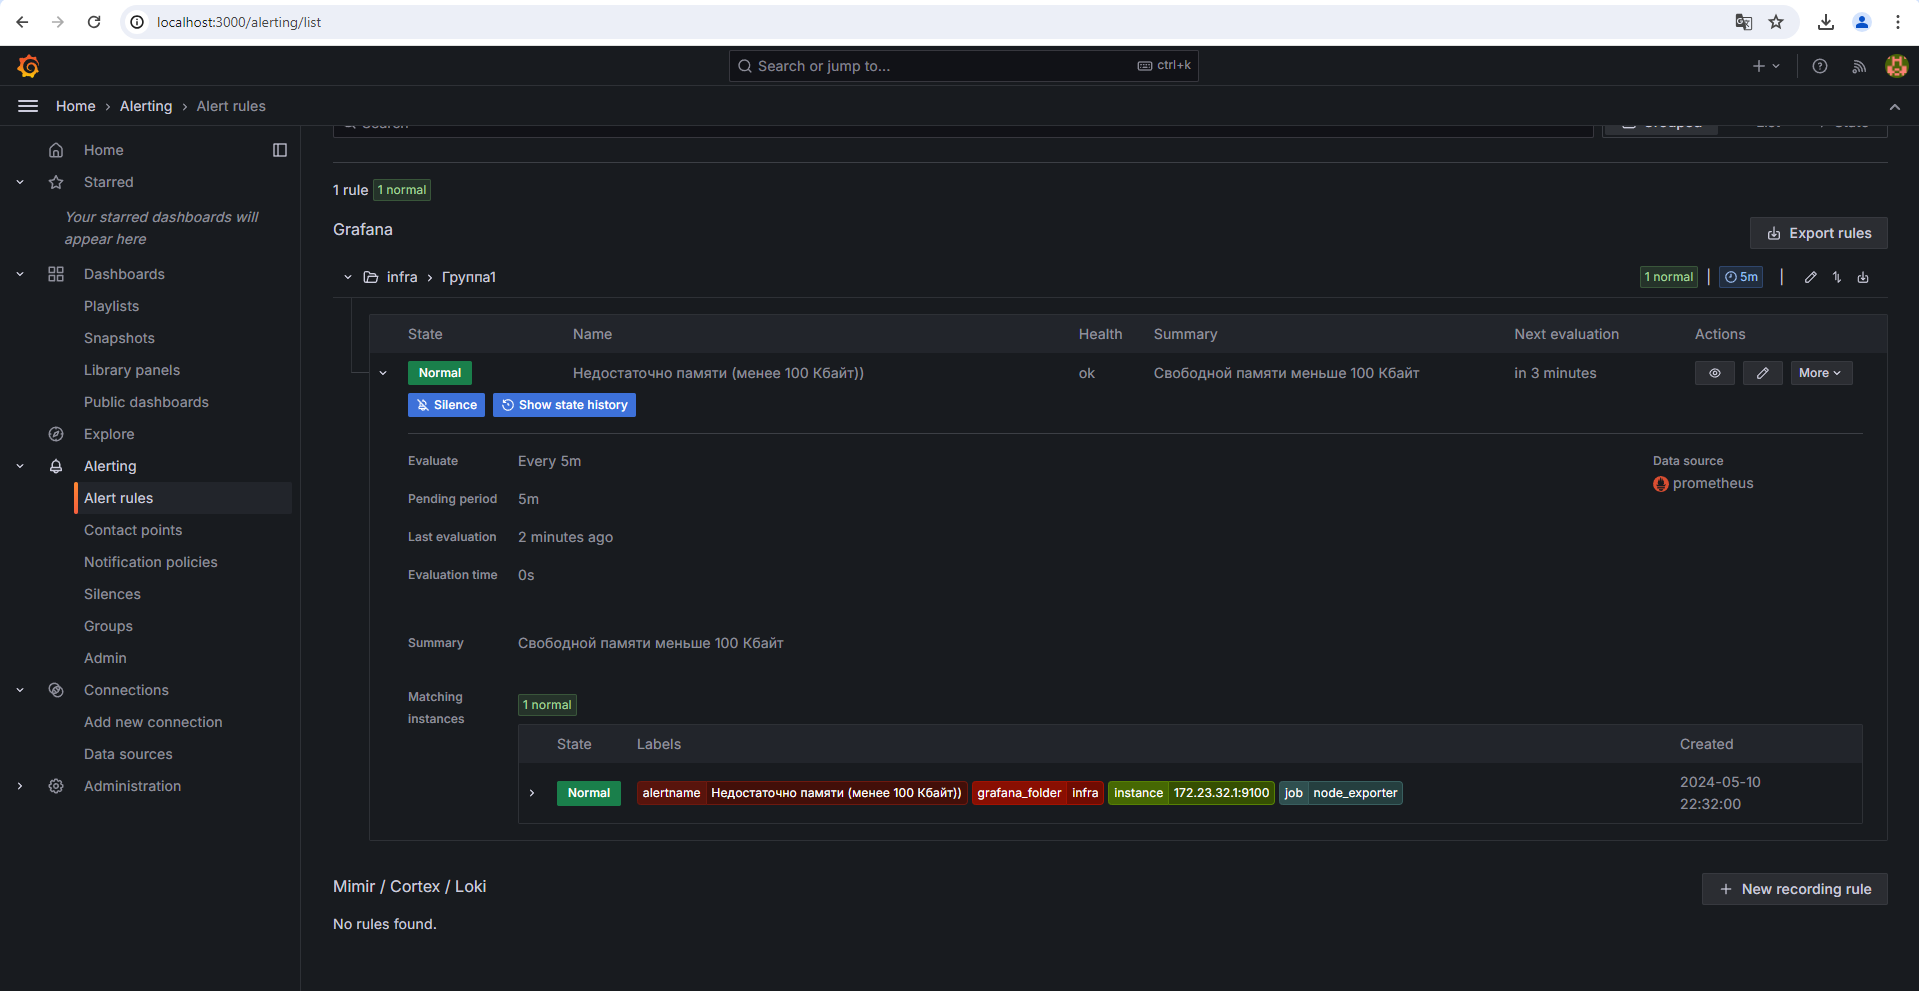 localhost:3000/alerting/list
Search or jump to...
ctrl+k
Home > Alerting > Alert rules
Search
Grouped
List
State
Home
Starred
Your starred dashboards will
appear here
Dashboards
Playlists
Snapshots
Library panels
Public dashboards
Explore
Alerting
Alert rules
Contact points
Notification policies
Silences
Groups
Admin
Connections
Add new connection
Data sources
Administration
1 rule 1 normal
Grafana
Export rules
infra > Группа1
1 normal | 5m |
State Name Health Summary Next evaluation Actions
Normal Недостаточно памяти (менее 100 Кбайт)) ok Свободной памяти меньше 100 Кбайт in 3 minutes More
Silence Show state history
Evaluate Every 5m
Data source
prometheus
Pending period 5m
Last evaluation 2 minutes ago
Evaluation time 0s
Summary Свободной памяти меньше 100 Кбайт
Matching
instances
1 normal
State Labels Created
Normal alertname Недостаточно памяти (менее 100 Кбайт)) grafana_folder infra instance 172.23.32.1:9100 job node_exporter
2024-05-10
22:32:00
Mimir / Cortex / Loki
New recording rule
No rules found.